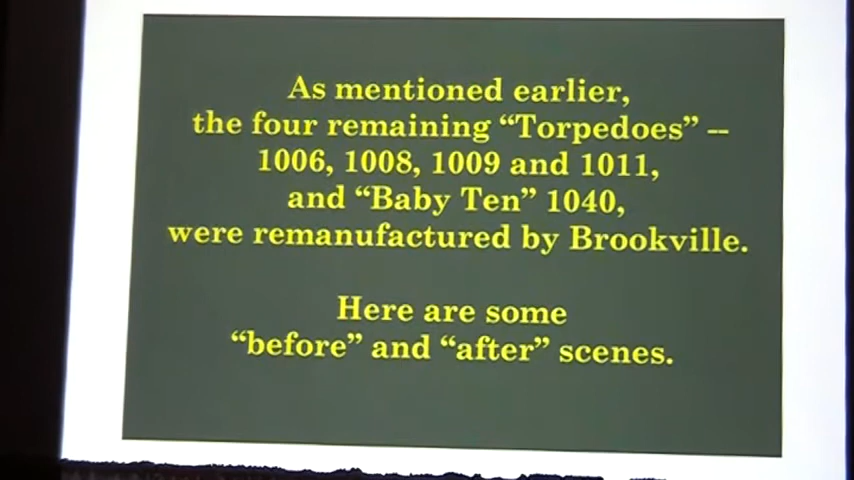 As mentioned earlier,
the four remaining “Torpedoes” --
1006, 1008, 1009 and 1011,
and “Baby Ten” 1040,
were remanufactured by Brookville.
Here are some
“before” and “after” scenes.